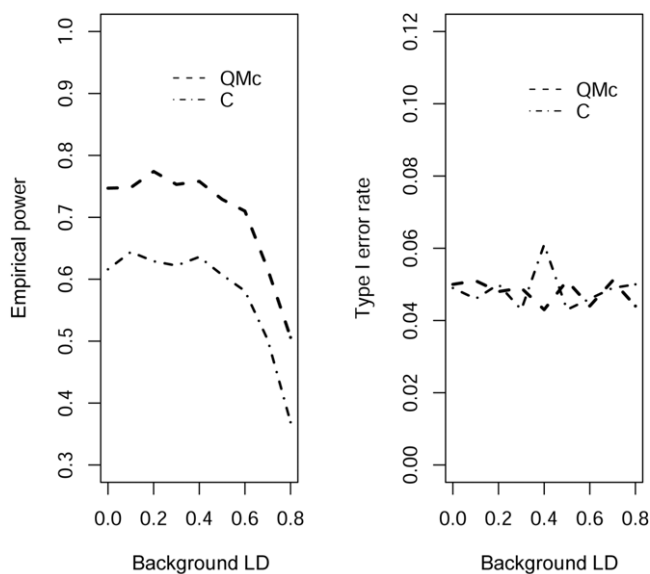 Empirical power
1.0
0.9
0.8
0.7
0.6
0.5
0.4
0.3
QMc
C
0.0 0.2 0.4 0.6 0.8
Background LD
Type I error rate
0.12
0.10
0.08
0.06
0.04
0.02
0.00
QMc
C
0.0 0.2 0.4 0.6 0.8
Background LD